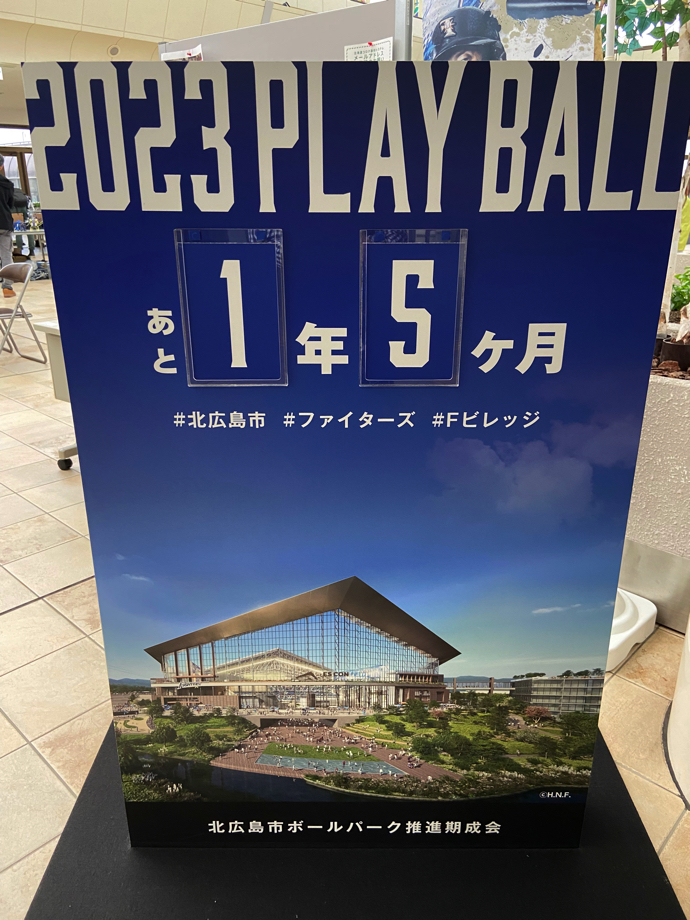 2023 PLAY BALL
あと1年5ヶ月
#北広島市 #ファイターズ #Fビレッジ
ES CON
©H.N.F.
北広島市ボールパーク推進期成会